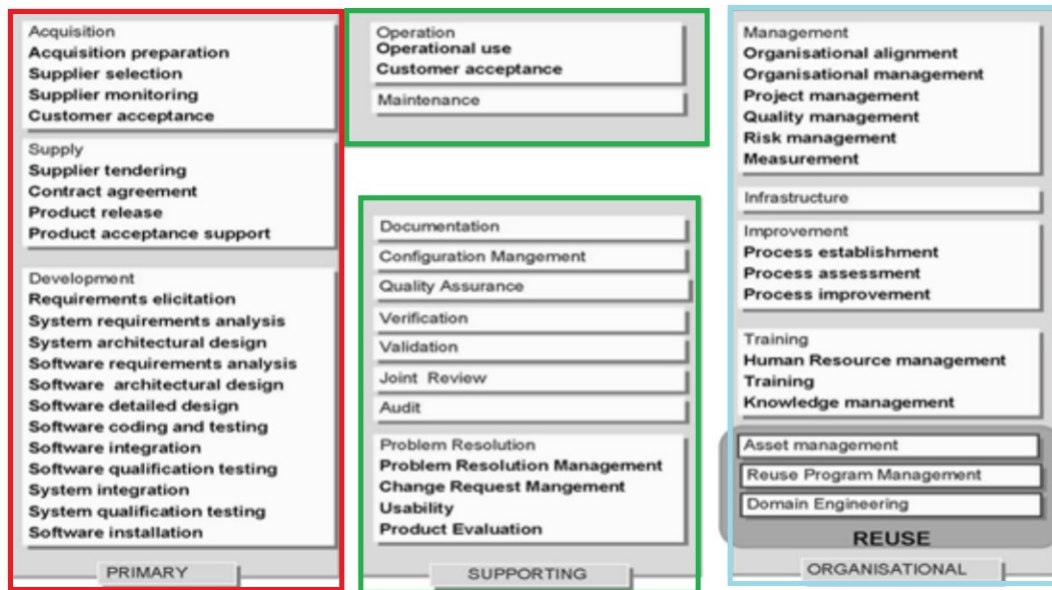 Acquisition
Acquisition preparation
Supplier selection
Supplier monitoring
Customer acceptance
Supply
Supplier tendering
Contract agreement
Product release
Product acceptance support
Development
Requirements elicitation
System requirements analysis
System architectural design
Software requirements analysis
Software architectural design
Software detailed design
Software coding and testing
Software integration
Software qualification testing
System integration
System qualification testing
Software installation
PRIMARY
Operation
Operational use
Customer acceptance
Maintenance
Documentation
Configuration Mangement
Quality Assurance
Verification
Validation
Joint Review
Audit
Problem Resolution
Problem Resolution Management
Change Request Mangement
Usability
Product Evaluation
SUPPORTING
Management
Organisational alignment
Organisational management
Project management
Quality management
Risk management
Measurement
Infrastructure
Improvement
Process establishment
Process assessment
Process improvement
Training
Human Resource management
Training
Knowledge management
Asset management
Reuse Program Management
Domain Engineering
REUSE
ORGANISATIONAL